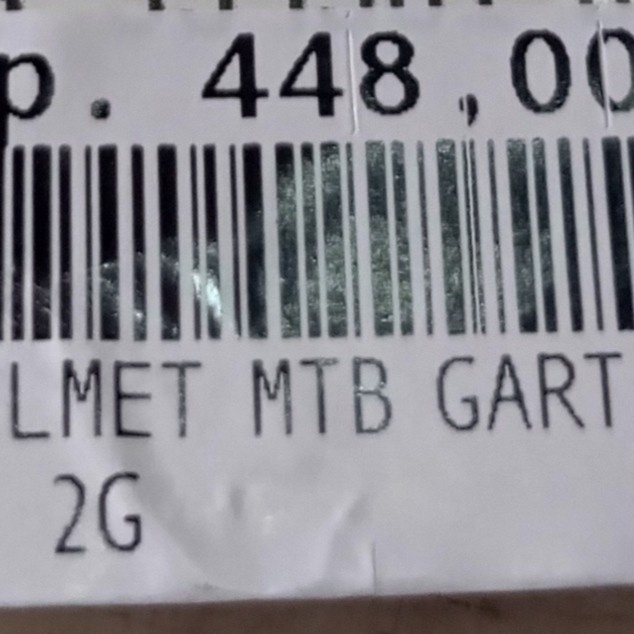 p. 448,00
LMET MTB GART
2G